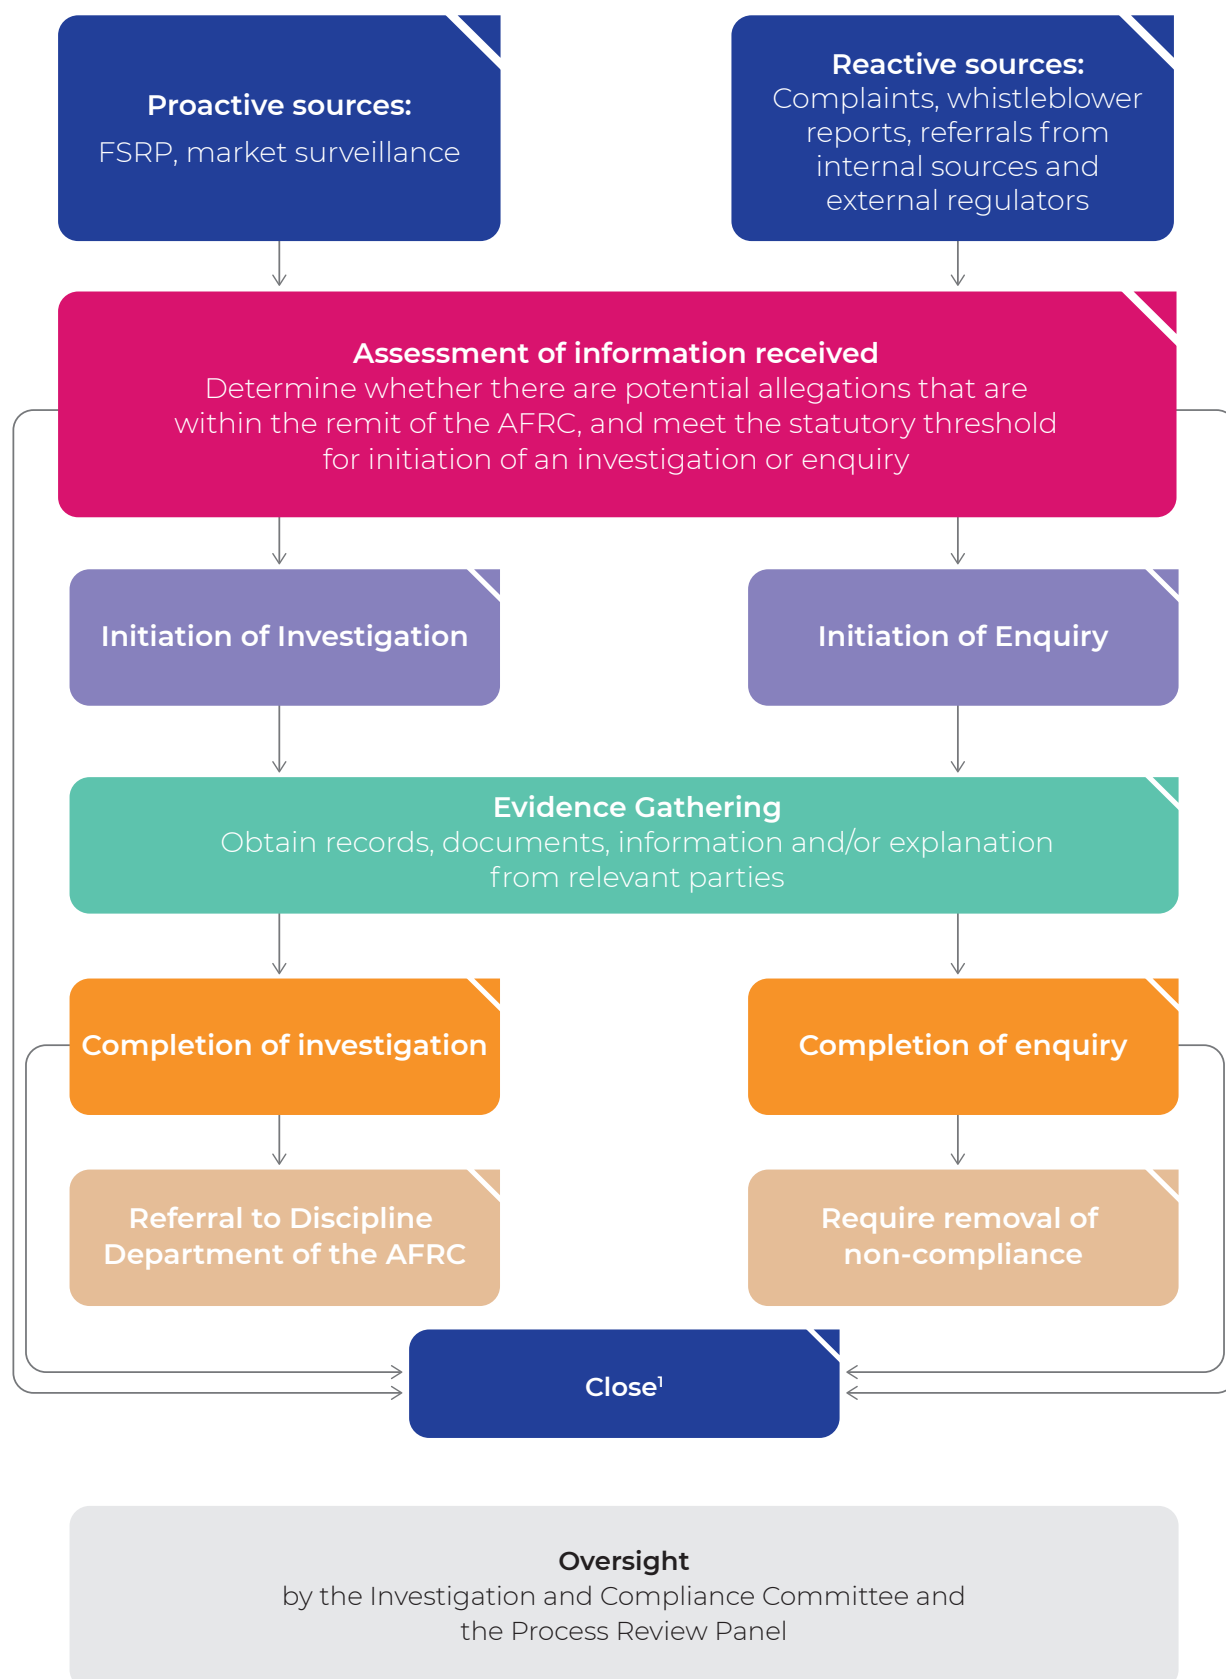 Proactive sources:
FSRP, market surveillance
Reactive sources:
Complaints, whistleblower
reports, referrals from
internal sources and
external regulators
Assessment of information received
Determine whether there are potential allegations that are
within the remit of the AFRC, and meet the statutory threshold
for initiation of an investigation or enquiry
Initiation of Investigation
Initiation of Enquiry
Evidence Gathering
Obtain records, documents, information and/or explanation
from relevant parties
Completion of investigation
Completion of enquiry
Referral to Discipline
Department of the AFRC
Require removal of
non-compliance
Close¹
Oversight
by the Investigation and Compliance Committee and
the Process Review Panel